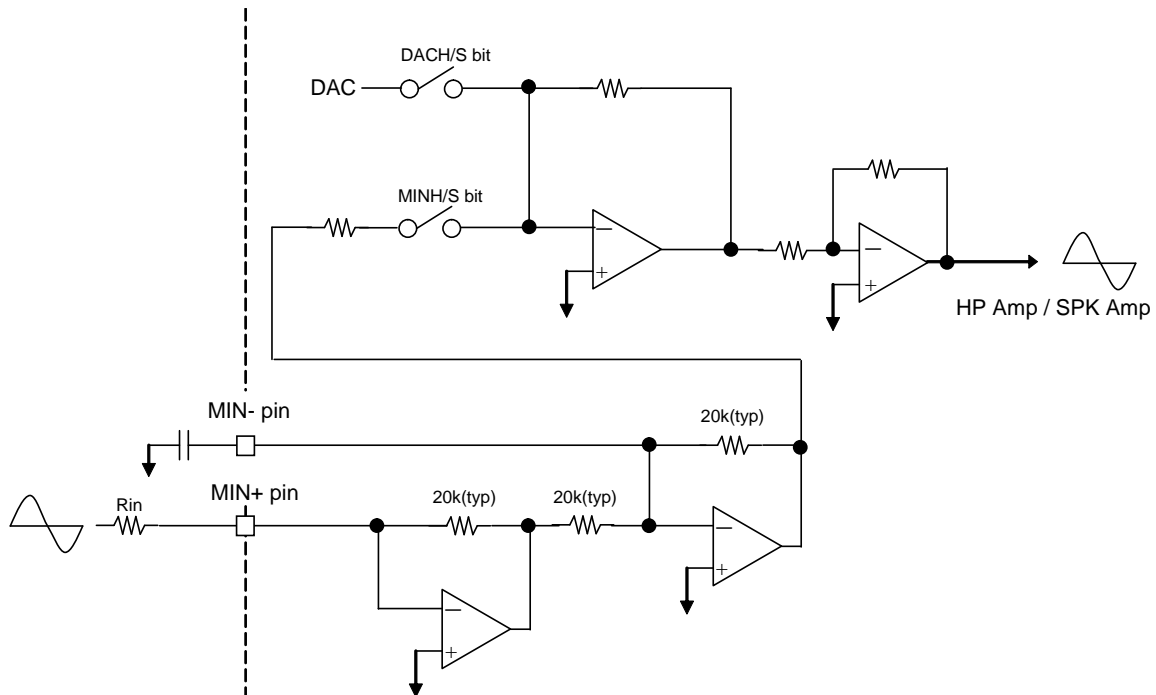 DACH/S bit
DAC
MINH/S bit
−
+
−
+
HP Amp / SPK Amp
MIN- pin
20k(typ)
MIN+ pin
Rin
20k(typ)
20k(typ)
−
+
−
+